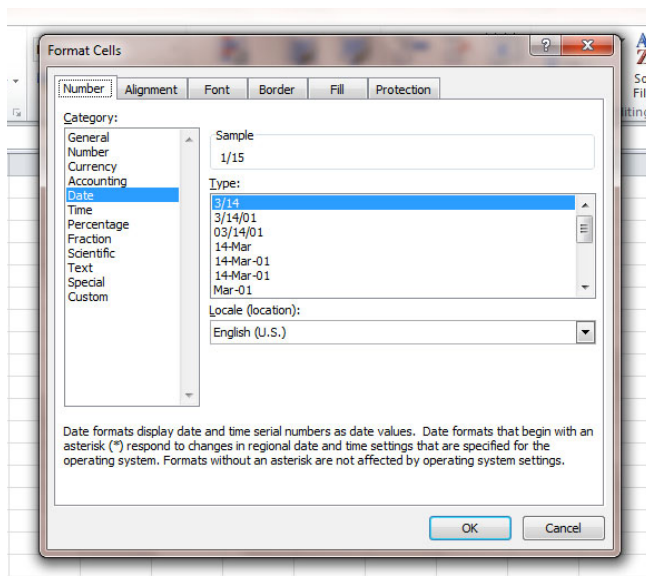 Format Cells
Number Alignment Font Border Fill Protection
Category:
General
Number
Currency
Accounting
Date
Time
Percentage
Fraction
Scientific
Text
Special
Custom
Sample
1/15
Type:
3/14
3/14/01
03/14/01
14-Mar
14-Mar-01
14-Mar-01
Mar-01
Locale (location):
English (U.S.)
Date formats display date and time serial numbers as date values. Date formats that begin with an
asterisk (*) respond to changes in regional date and time settings that are specified for the
operating system. Formats without an asterisk are not affected by operating system settings.
OK Cancel